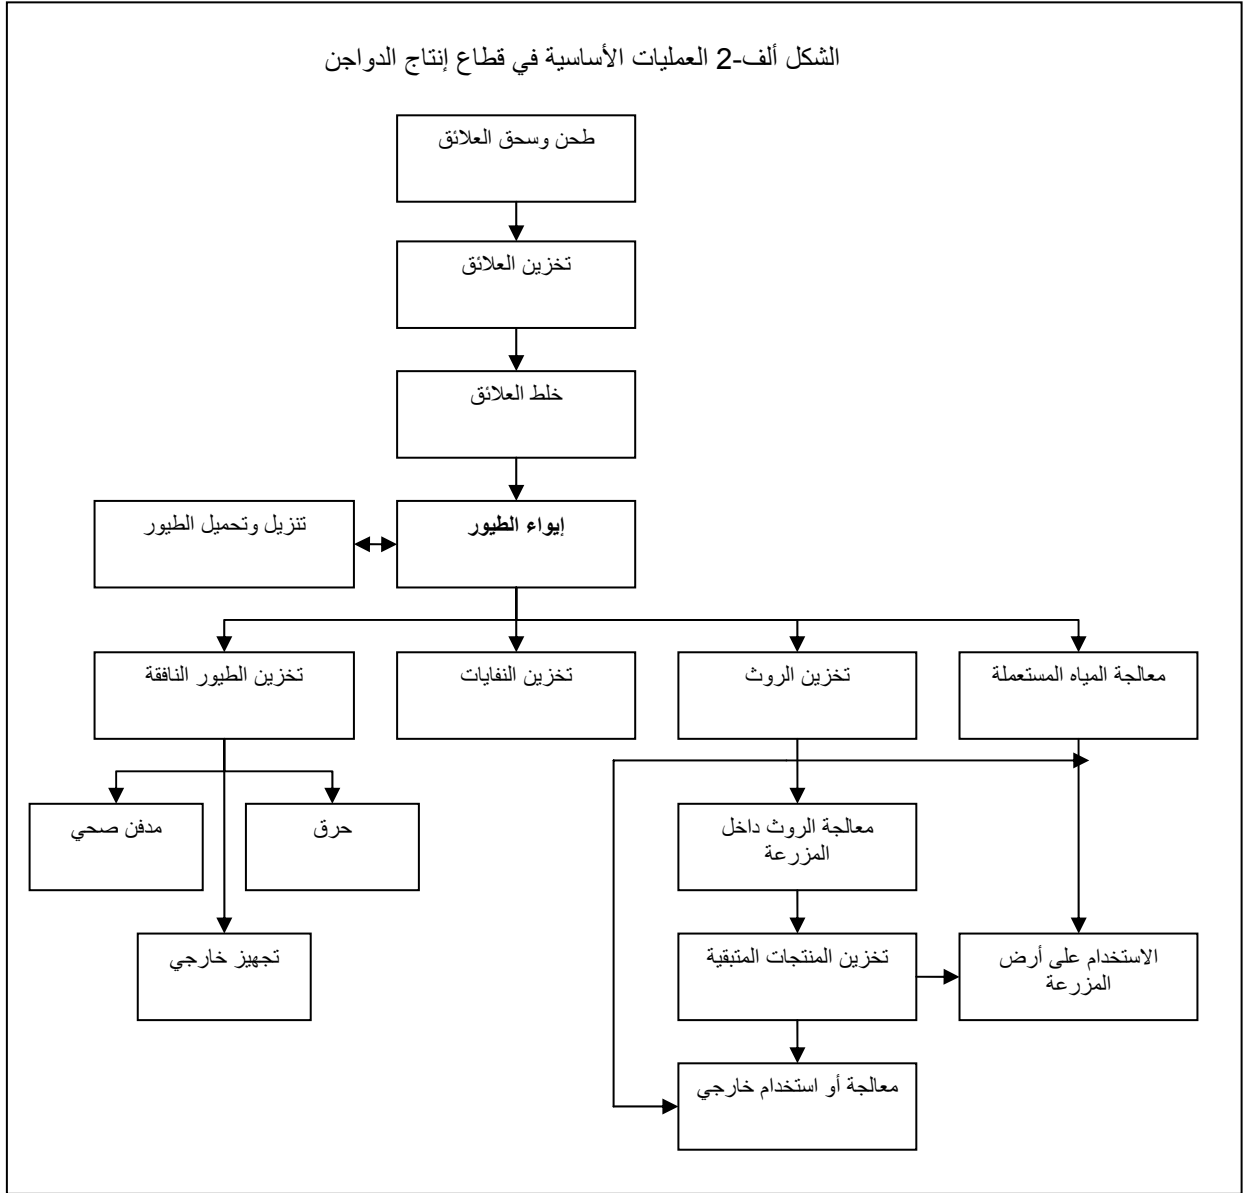 الشكل ألف-2 العمليات الأساسية في قطاع إنتاج الدواجن
طحن وسحق العلائق
تخزين العلائق
خلط العلائق
إيواء الطيور
تنزيل وتحميل الطيور
معالجة المياه المستعملة
تخزين الروث
تخزين النفايات
تخزين الطيور النافقة
معالجة الروث داخل
المزرعة
حرق
مدفن صحي
الاستخدام على أرض
المزرعة
تخزين المنتجات المتبقية
تجهيز خارجي
معالجة أو استخدام خارجي